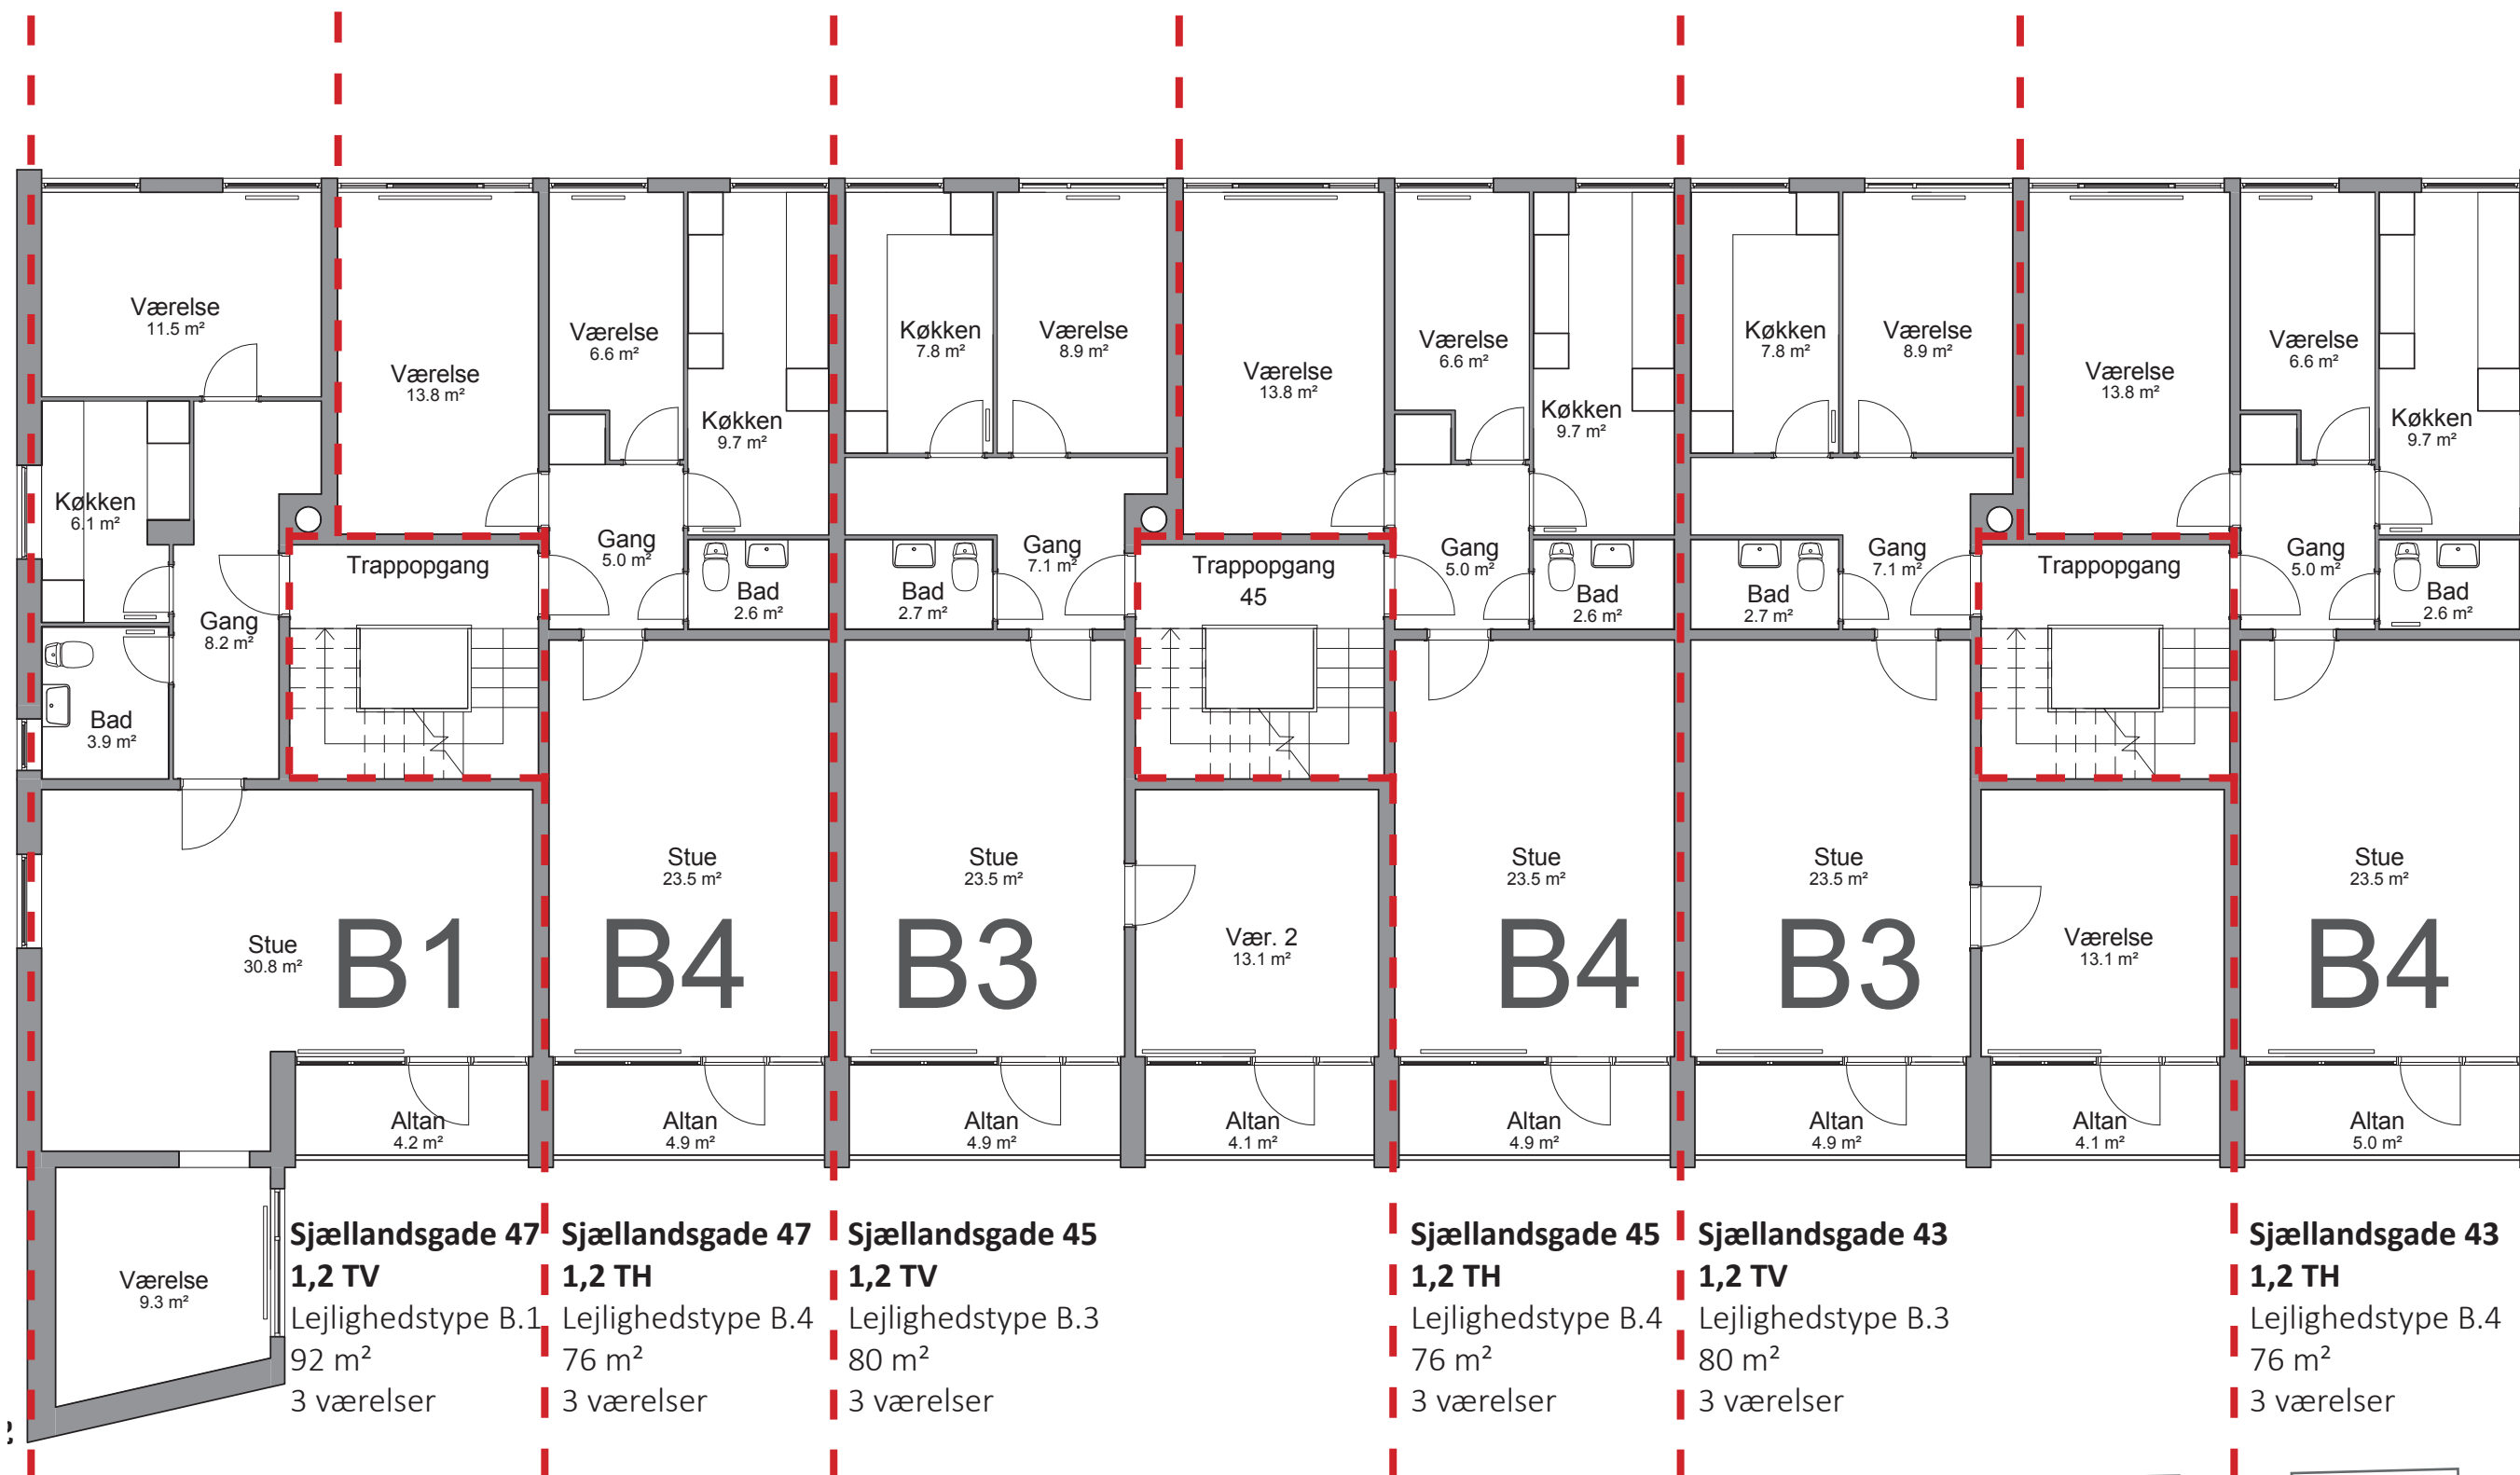 Værelse
11.5 m²
Køkken
6.1 m²
Gang
8.2 m²
Bad
3.9 m²
Stue
30.8 m²
B1
Altan
4.2 m²
Værelse
9.3 m²
Trappopgang
Værelse
13.8 m²
Værelse
6.6 m²
Køkken
9.7 m²
Gang
5.0 m²
Bad
2.6 m²
Stue
23.5 m²
B4
Altan
4.9 m²
Køkken
7.8 m²
Værelse
8.9 m²
Gang
7.1 m²
Bad
2.7 m²
Stue
23.5 m²
B3
Altan
4.9 m²
Trappopgang
45
Vær. 2
13.1 m²
Altan
4.1 m²
Værelse
13.8 m²
Værelse
6.6 m²
Køkken
9.7 m²
Gang
5.0 m²
Bad
2.6 m²
Stue
23.5 m²
B4
Altan
4.9 m²
Køkken
7.8 m²
Værelse
8.9 m²
Gang
7.1 m²
Bad
2.7 m²
Stue
23.5 m²
B3
Altan
4.9 m²
Trappopgang
Værelse
13.1 m²
Altan
4.1 m²
Værelse
13.8 m²
Værelse
6.6 m²
Køkken
9.7 m²
Gang
5.0 m²
Bad
2.6 m²
Stue
23.5 m²
B4
Altan
5.0 m²
Sjællandsgade 47
1,2 TV
Lejlighedstype B.1
92 m²
3 værelser
Sjællandsgade 47
1,2 TH
Lejlighedstype B.4
76 m²
3 værelser
Sjællandsgade 45
1,2 TV
Lejlighedstype B.3
80 m²
3 værelser
Sjællandsgade 45
1,2 TH
Lejlighedstype B.4
76 m²
3 værelser
Sjællandsgade 43
1,2 TV
Lejlighedstype B.3
80 m²
3 værelser
Sjællandsgade 43
1,2 TH
Lejlighedstype B.4
76 m²
3 værelser